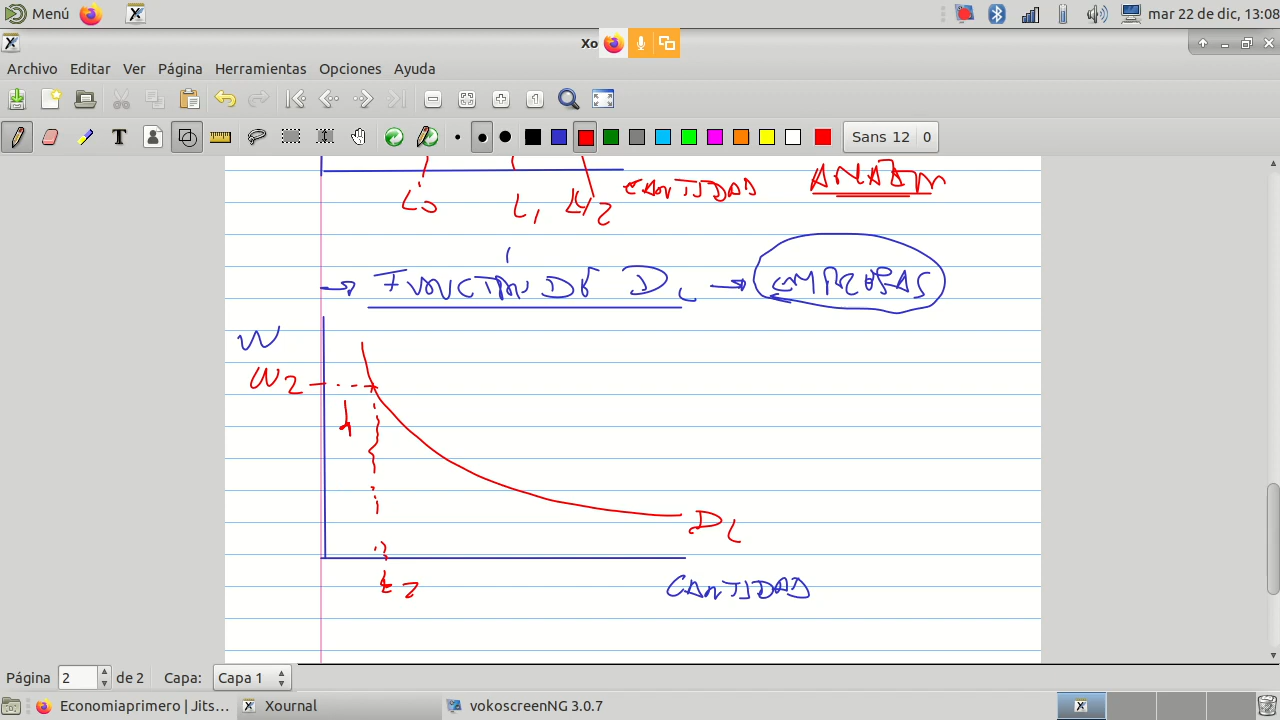 Menú
mar 22 de dic, 13:08
Xo
Archivo Editar Ver Página Herramientas Opciones Ayuda
Sans 12 0
L0 L1 L2 CANTIDAD
→ FUNCIÓN DE DL → EMPRESAS
W
W2
DL
L2
CANTIDAD
Página 2 de 2 Capa: Capa 1
Economiaprimero | Jits... Xournal vokoscreenNG 3.0.7